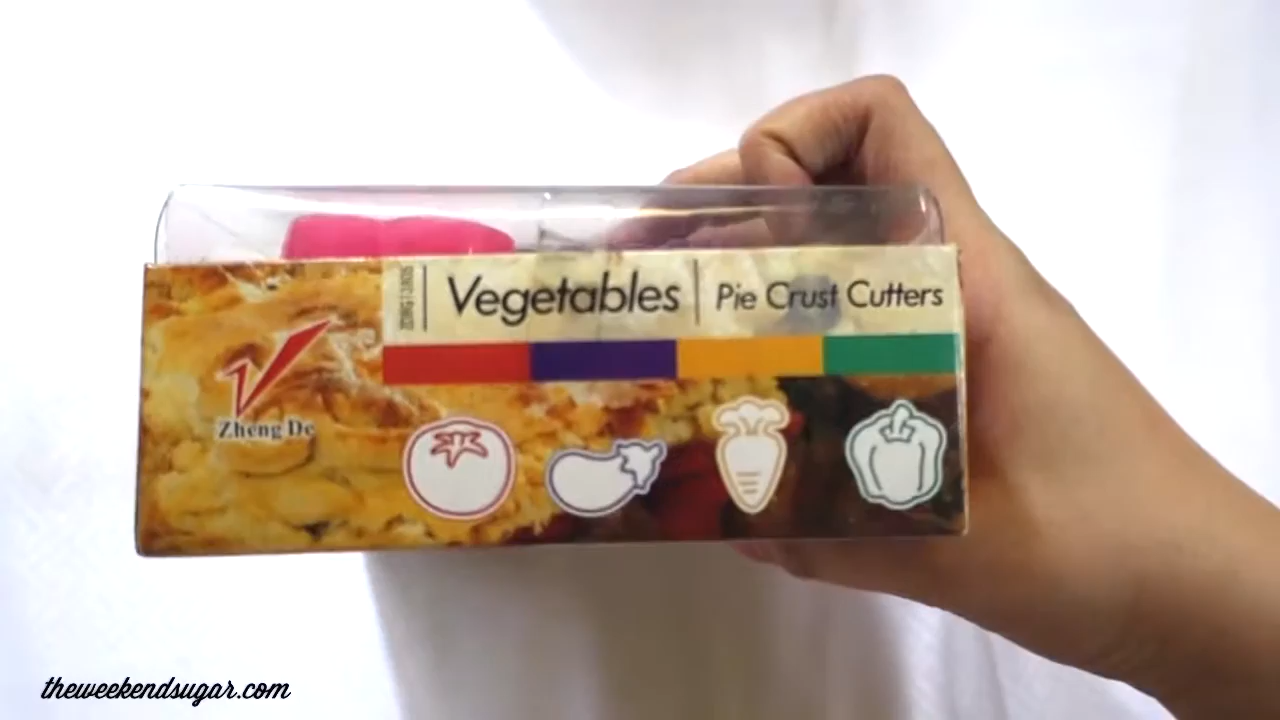 Vegetables
Pie Crust Cutters
Zheng De
theweekendsugar.com